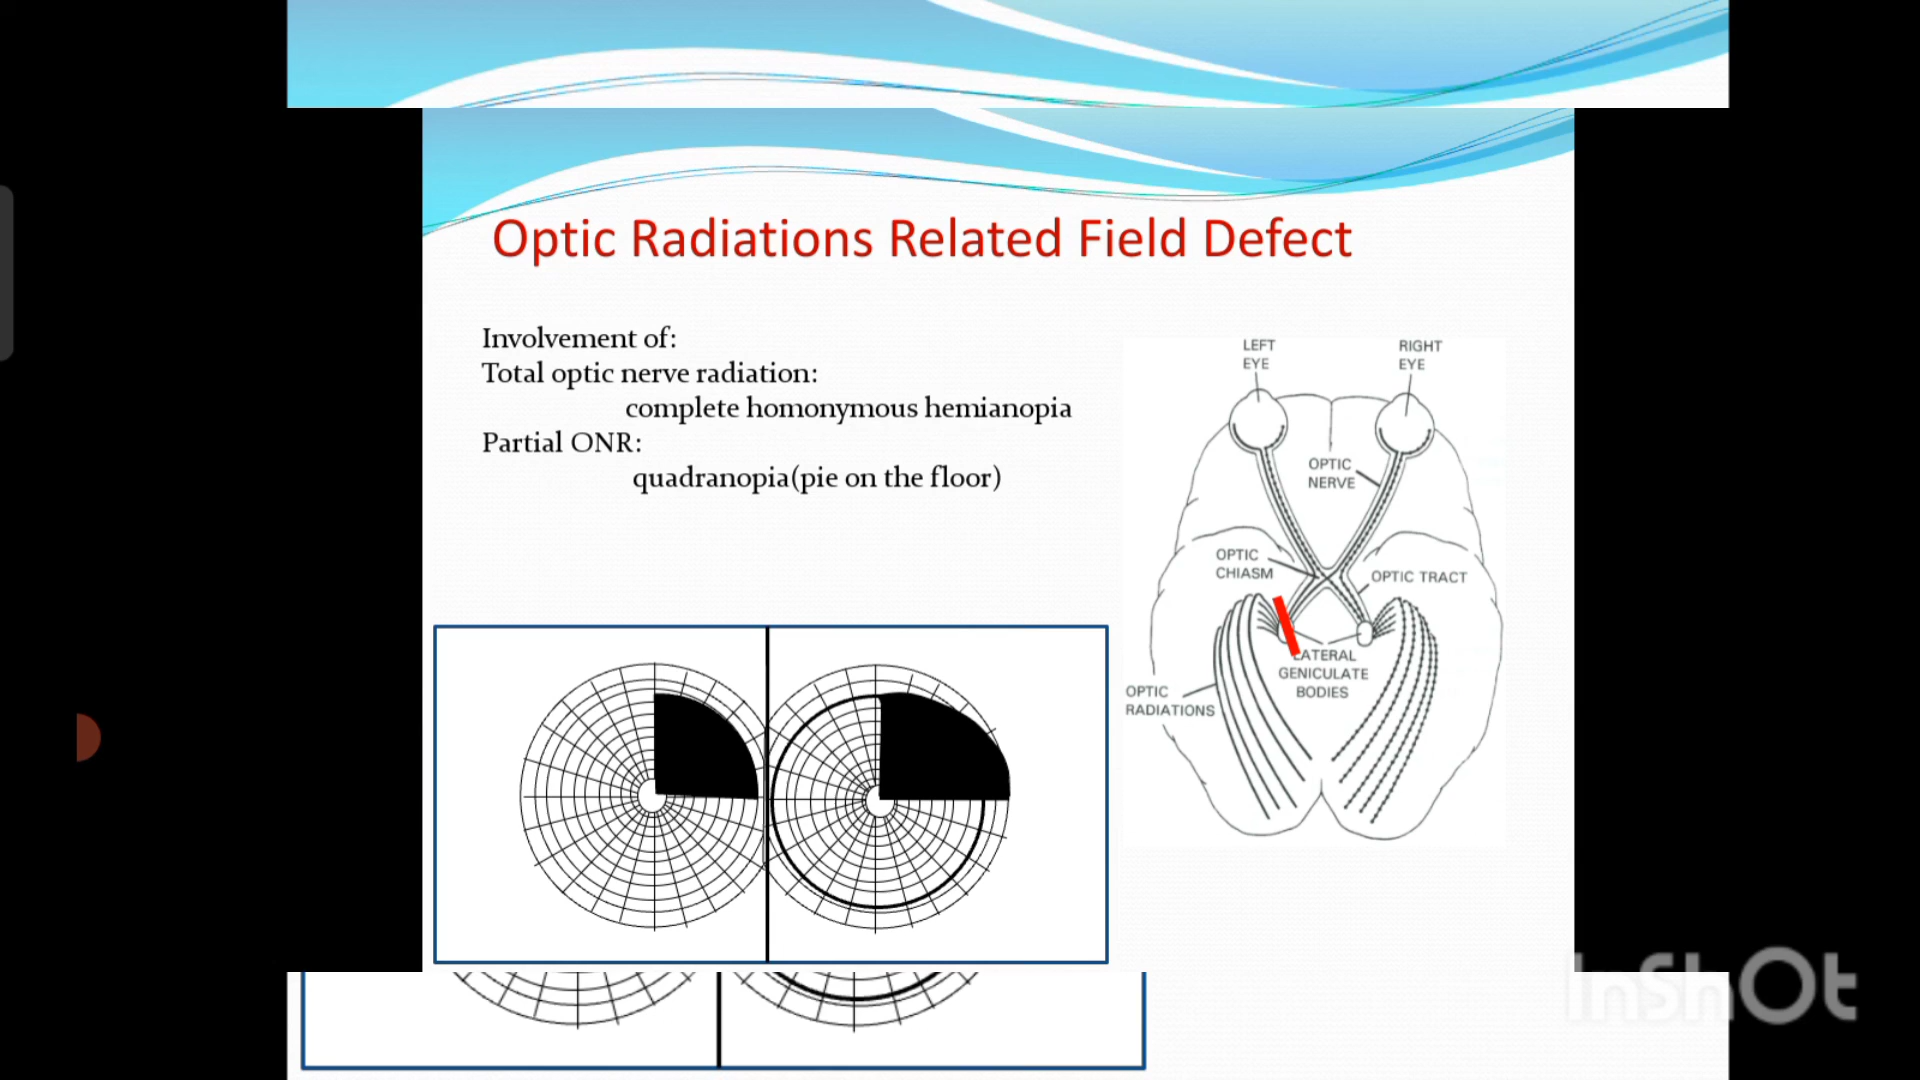 Optic Radiations Related Field Defect
Involvement of:
Total optic nerve radiation:
complete homonymous hemianopia
Partial ONR:
quadranopia(pie on the floor)
LEFT
EYE
RIGHT
EYE
OPTIC
NERVE
OPTIC
CHIASM
OPTIC TRACT
LATERAL
GENICULATE
BODIES
OPTIC
RADIATIONS
InShOt